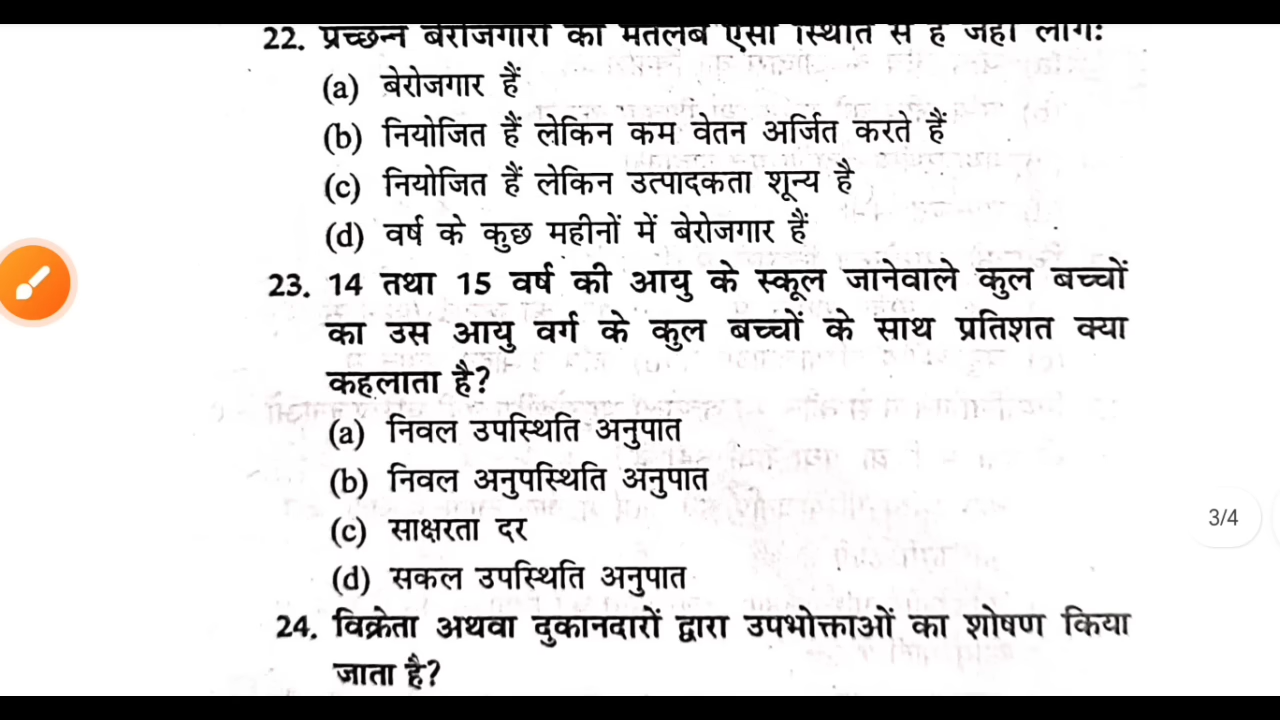 22. प्रच्छन्न बेरोजगारी का मतलब ऐसी स्थिति से है जहाँ लोग:
(a) बेरोजगार हैं
(b) नियोजित हैं लेकिन कम वेतन अर्जित करते हैं
(c) नियोजित हैं लेकिन उत्पादकता शून्य है
(d) वर्ष के कुछ महीनों में बेरोजगार हैं
23. 14 तथा 15 वर्ष की आयु के स्कूल जानेवाले कुल बच्चों
का उस आयु वर्ग के कुल बच्चों के साथ प्रतिशत क्या
कहलाता है?
(a) निवल उपस्थिति अनुपात
(b) निवल अनुपस्थिति अनुपात
(c) साक्षरता दर
3/4
(d) सकल उपस्थिति अनुपात
24. विक्रेता अथवा दुकानदारों द्वारा उपभोक्ताओं का शोषण किया
जाता है?